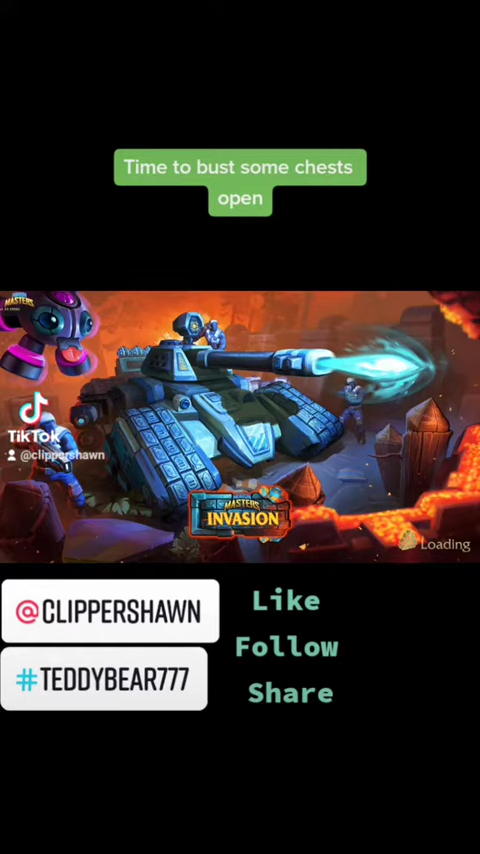 Time to bust some chests
open
MASTERS
TikTok
@clippershawn
MASTERS
INVASION
Loading
@CLIPPERSHAWN
#TEDDYBEAR777
Like
Follow
Share